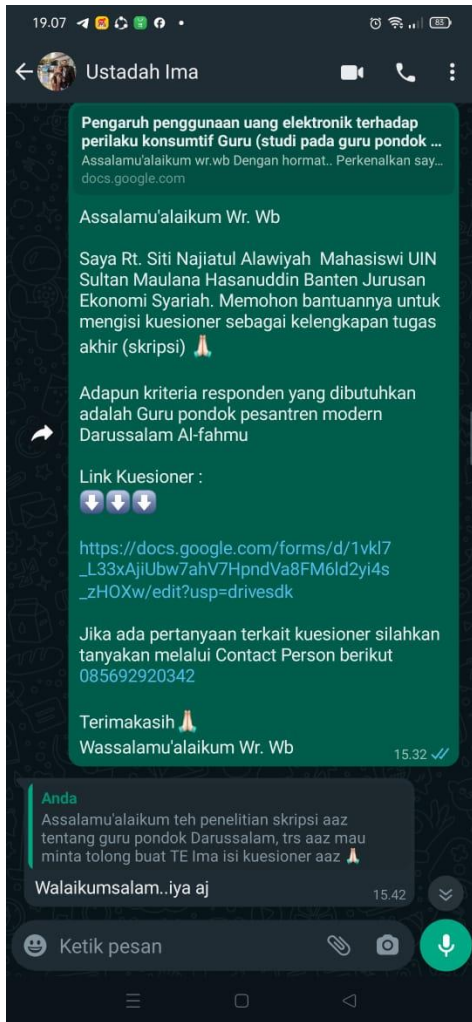 19.07
83
Ustadah Ima
Pengaruh penggunaan uang elektronik terhadap
perilaku konsumtif Guru (studi pada guru pondok ...
Assalamu'alaikum wr.wb Dengan hormat.. Perkenalkan say...
docs.google.com
Assalamu'alaikum Wr. Wb
Saya Rt. Siti Najiatul Alawiyah Mahasiswi UIN
Sultan Maulana Hasanuddin Banten Jurusan
Ekonomi Syariah. Memohon bantuannya untuk
mengisi kuesioner sebagai kelengkapan tugas
akhir (skripsi) 🙏🏻
Adapun kriteria responden yang dibutuhkan
adalah Guru pondok pesantren modern
Darussalam Al-fahmu
Link Kuesioner :
⬇️⬇️⬇️
https://docs.google.com/forms/d/1vkl7
_L33xAjiUbw7ahV7HpndVa8FM6ld2yi4s
_zHOXw/edit?usp=drivesdk
Jika ada pertanyaan terkait kuesioner silahkan
tanyakan melalui Contact Person berikut
085692920342
Terimakasih 🙏🏻
Wassalamu'alaikum Wr. Wb
15.32
Anda
Assalamu'alaikum teh penelitian skripsi aaz
tentang guru pondok Darussalam, trs aaz mau
minta tolong buat TE Ima isi kuesioner aaz 🙏🏻
Walaikumsalam..iya aj
15.42
Ketik pesan